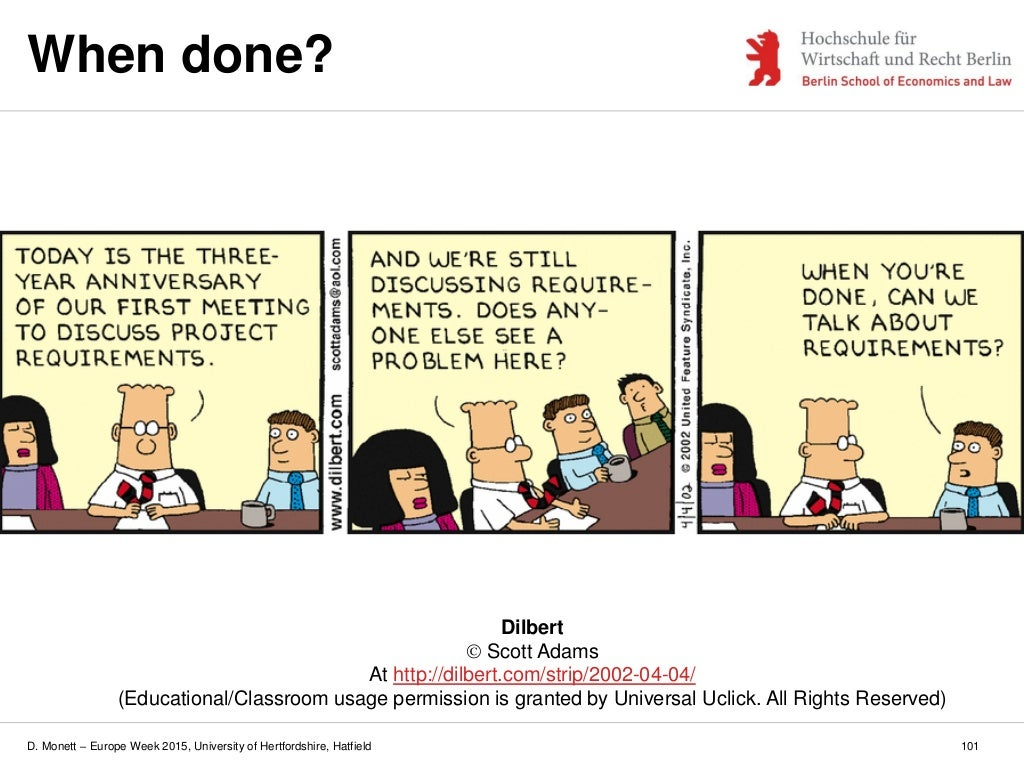 When done?
Hochschule für
Wirtschaft und Recht Berlin
Berlin School of Economics and Law
TODAY IS THE THREE-
YEAR ANNIVERSARY
OF OUR FIRST MEETING
TO DISCUSS PROJECT
REQUIREMENTS.
www.dilbert.com scottadams@aol.com
AND WE'RE STILL
DISCUSSING REQUIRE-
MENTS. DOES ANY-
ONE ELSE SEE A
PROBLEM HERE?
4/4/02 © 2002 United Feature Syndicate, Inc.
WHEN YOU'RE
DONE, CAN WE
TALK ABOUT
REQUIREMENTS?
Dilbert
© Scott Adams
At http://dilbert.com/strip/2002-04-04/
(Educational/Classroom usage permission is granted by Universal Uclick. All Rights Reserved)
D. Monett – Europe Week 2015, University of Hertfordshire, Hatfield
101